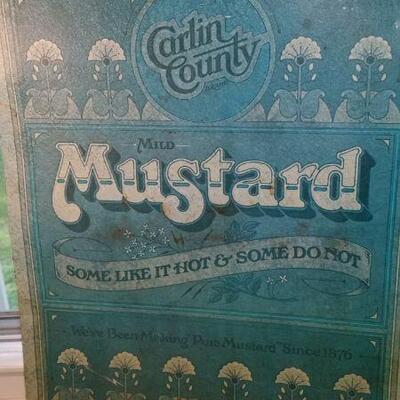 Carlin
County
MILD
Mustard
SOME LIKE IT HOT & SOME DO NOT
We've Been Making "Pure Mustard" Since 1876